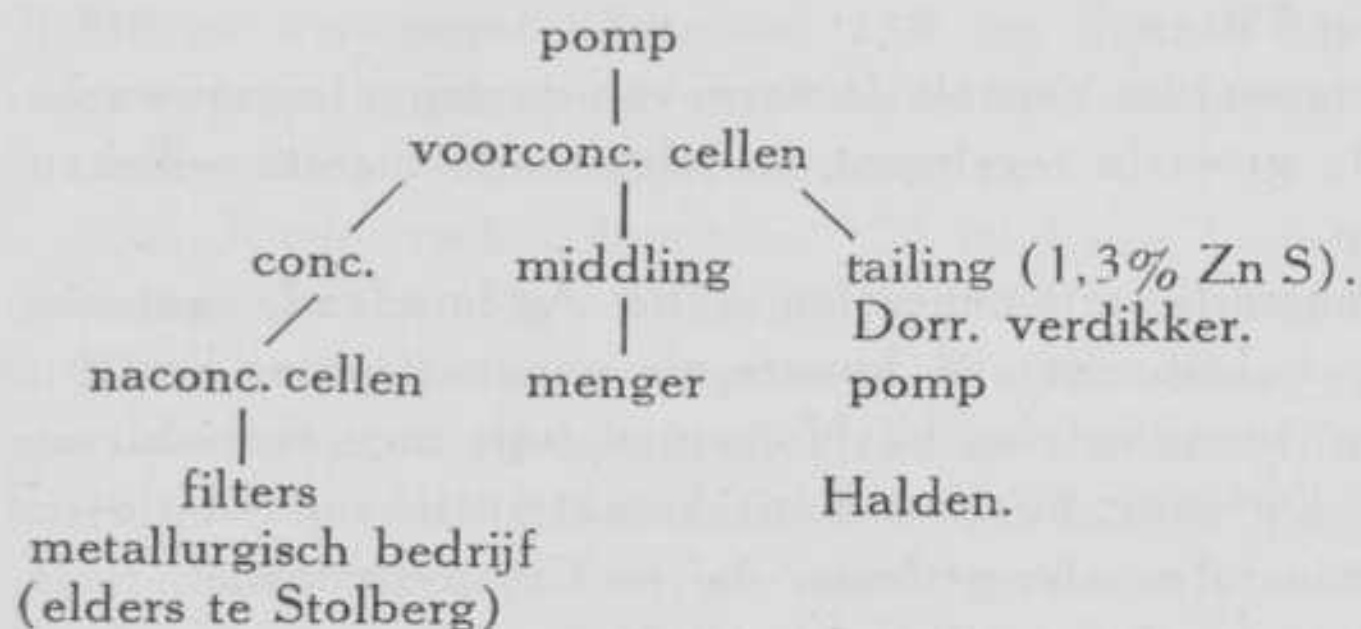 pomp
voorconc. cellen
conc. middling tailing (1,3% Zn S).
Dorr. verdikker.
naconc. cellen menger pomp
filters Halden.
metallurgisch bedrijf
(elders te Stolberg)